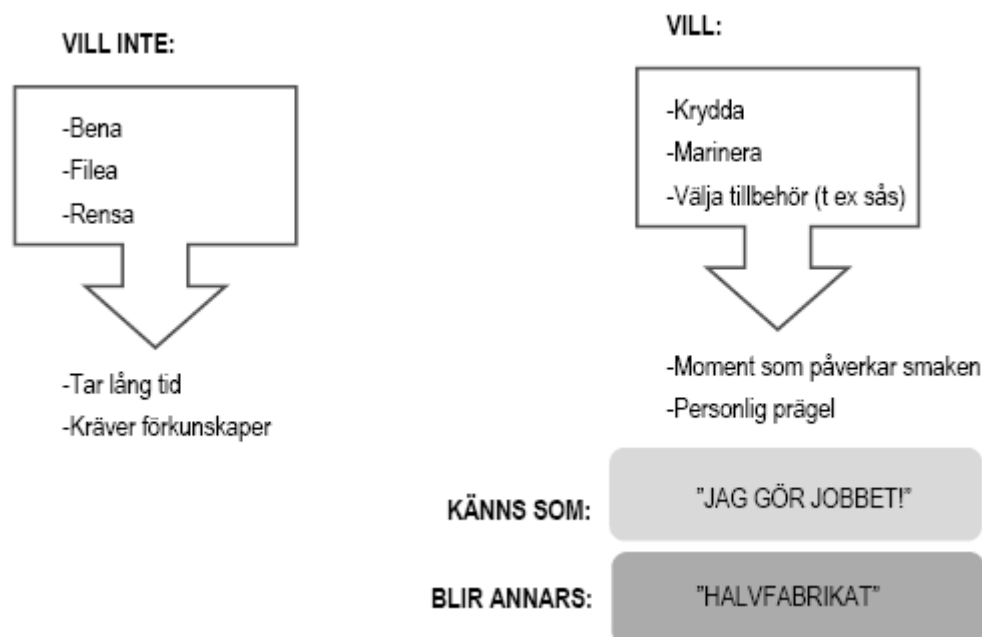 VILL INTE:
-Bena
-Filea
-Rensa
-Tar lång tid
-Kräver förkunskaper
VILL:
-Krydda
-Marinera
-Välja tillbehör (t ex sås)
-Moment som påverkar smaken
-Personlig prägel
KÄNNS SOM: "JAG GÖR JOBBET!"
BLIR ANNARS: "HALVFABRIKAT"